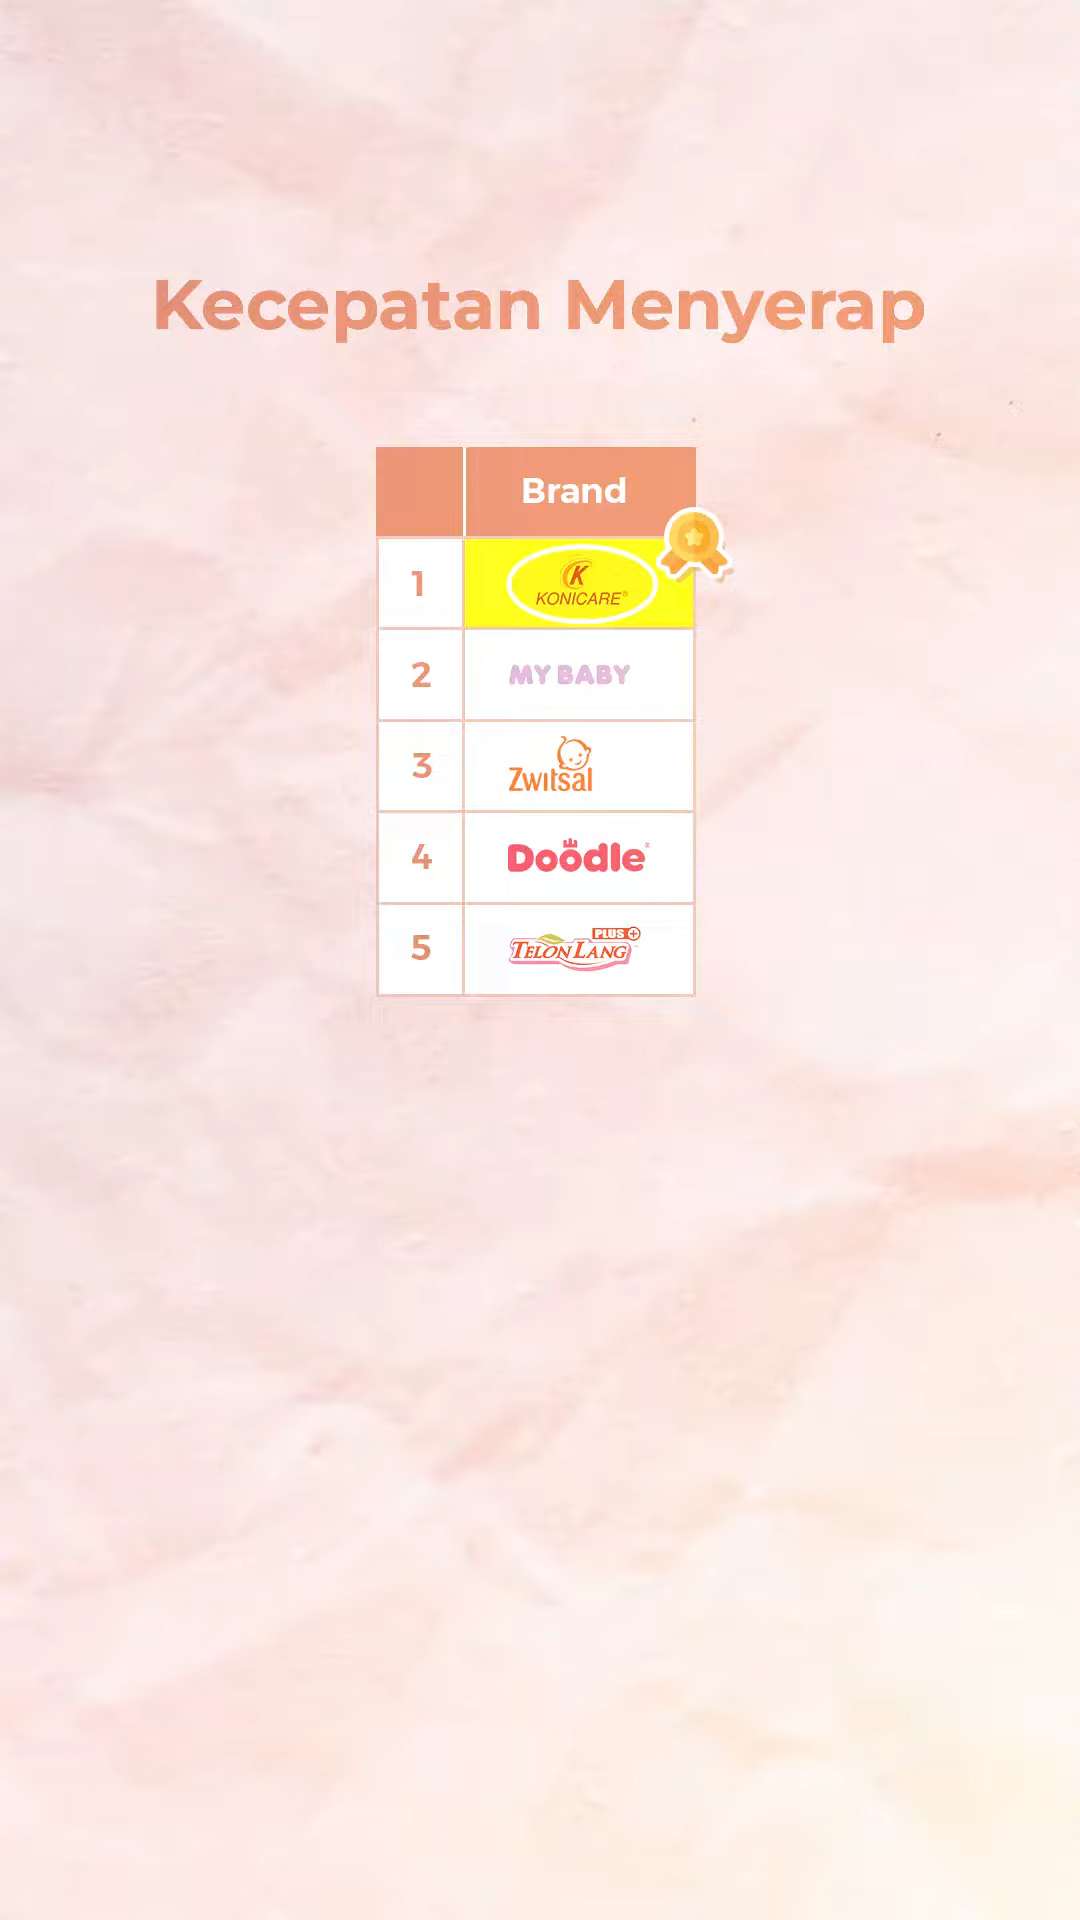 Kecepatan Menyerap
Brand
1
K
KONICARE®
2
MY BABY
3
Zwitsal
4
Doodle®
5
PLUS +
TELON LANG